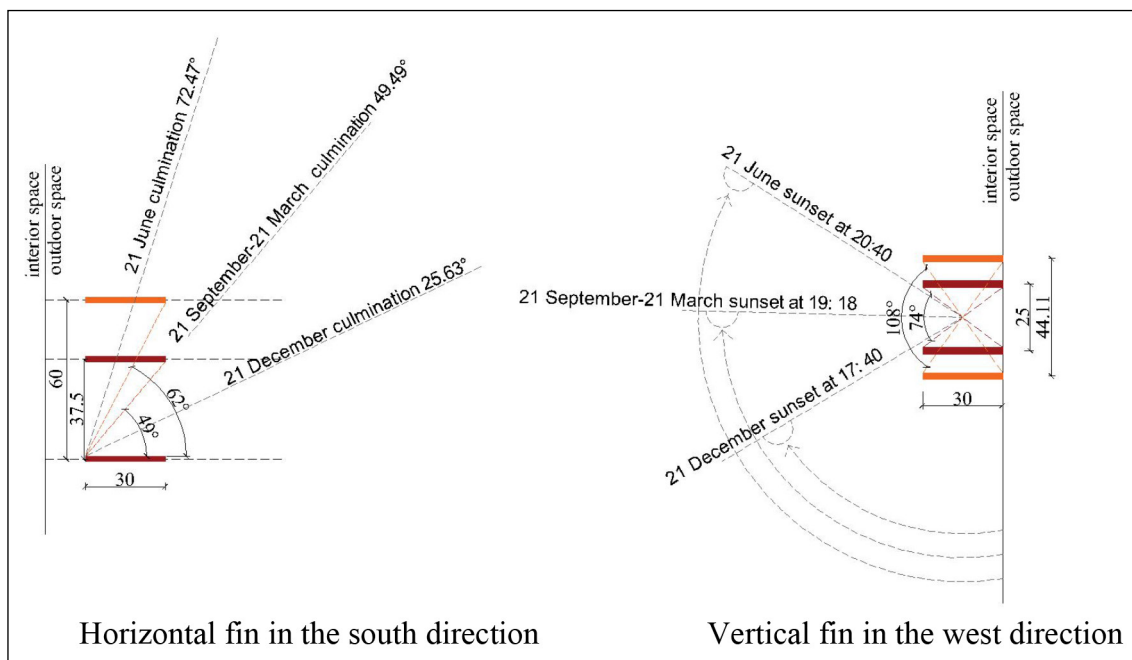 21 June culmination 72.47°
21 September-21 March culmination 49.49°
21 December culmination 25.63°
interior space
outdoor space
60
37.5
62°
49°
30
Horizontal fin in the south direction
interior space
outdoor space
21 June sunset at 20:40
21 September-21 March sunset at 19: 18
21 December sunset at 17: 40
108°
74°
25
44.11
30
Vertical fin in the west direction